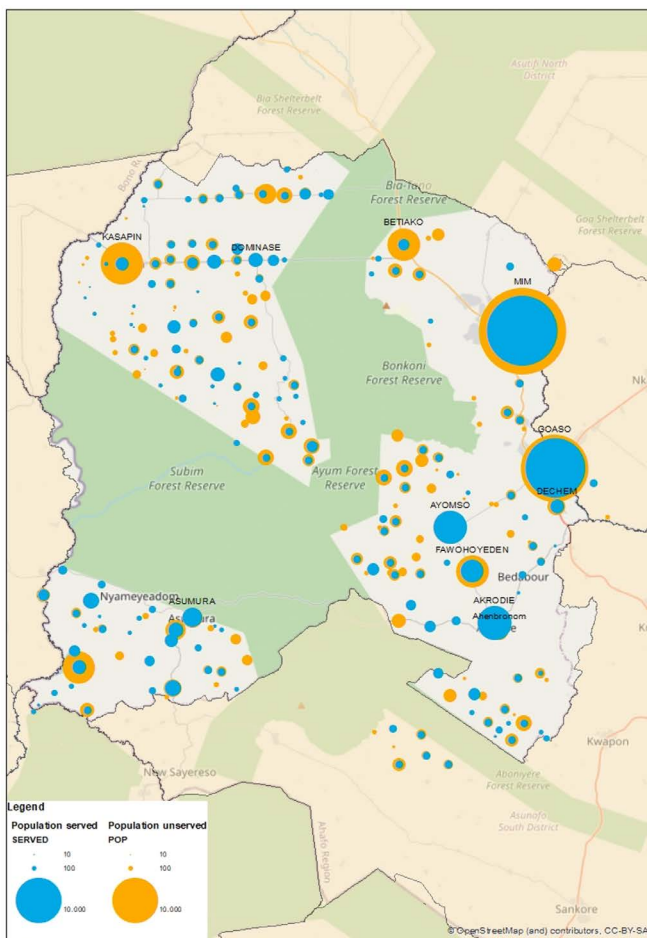 Asutifi North
District
Bia Shelterbelt
Forest Reserve
Bia-Tano
Forest Reserve
BETIAKO
Goa Shelterbelt
Forest Reserve
KASAPIN
DOMINASE
MIM
Bonkoni
Forest Reserve
Nk
GOASO
Subim
Forest Reserve
Ayum Forest
Reserve
DECHEM
AYOMSO
FAWOHOYEDEN
Nyameyeadom
ASUMURA
AKRODIE
Ahenbronom
Kwapon
New Sayereso
Abonyere
Forest Reserve
Asunafo
South District
Ahafo Region
Sankore
Legend
Population served
Population unserved
SERVED
POP
10
10
100
100
10,000
10,000
© OpenStreetMap (and) contributors, CC-BY-SA